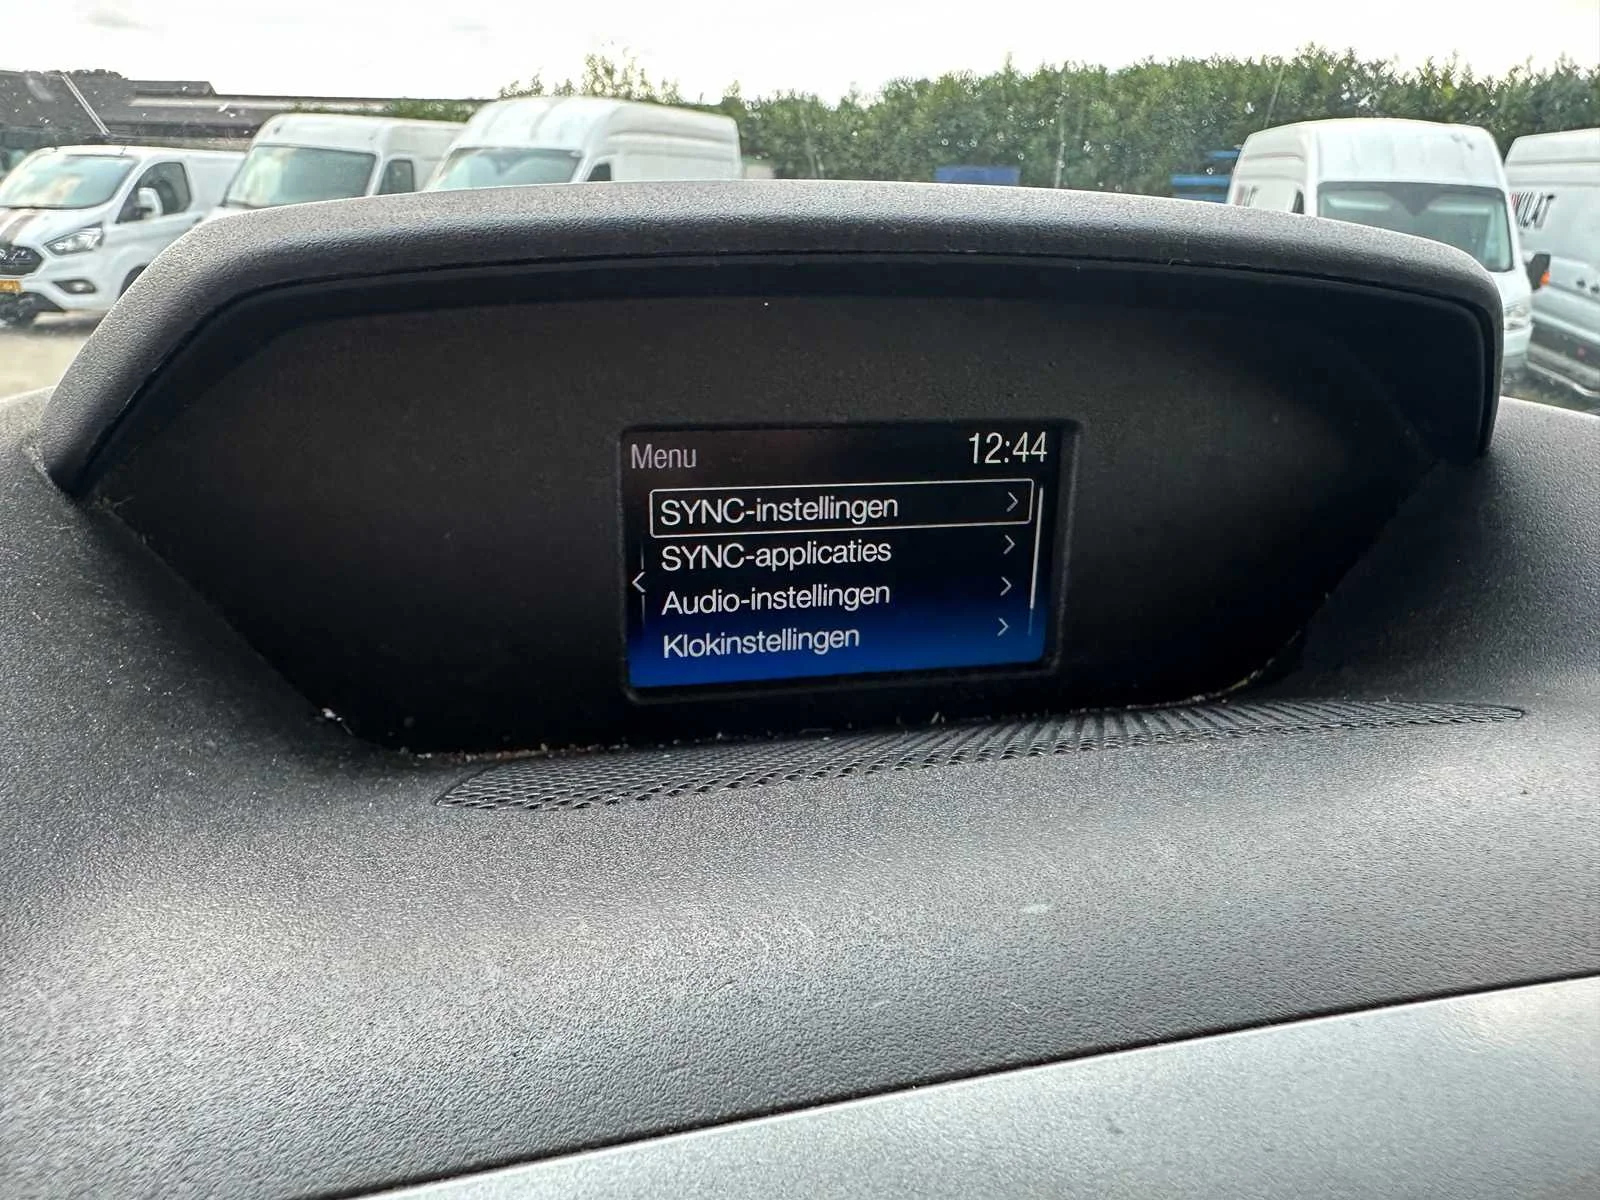 Menu 12:44
SYNC-instellingen
SYNC-applicaties
Audio-instellingen
Klokinstellingen